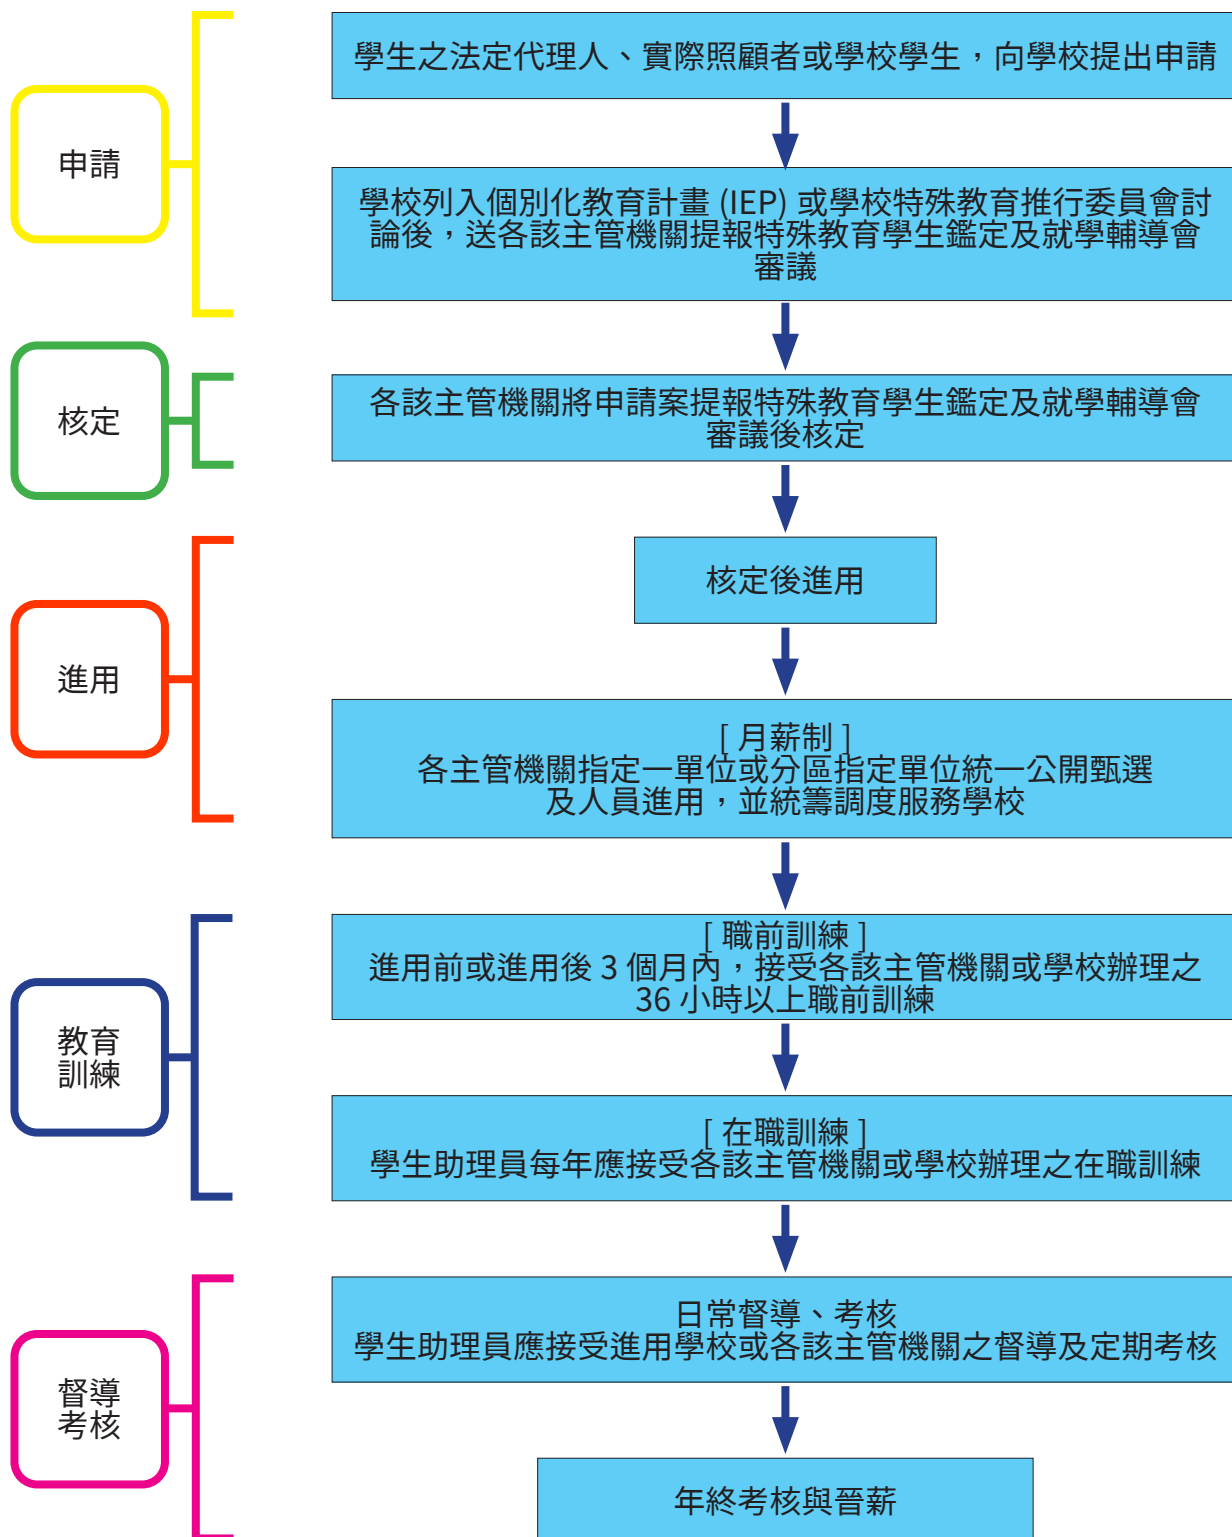 申請
學生之法定代理人、實際照顧者或學校學生，向學校提出申請
學校列入個別化教育計畫 (IEP) 或學校特殊教育推行委員會討
論後，送各該主管機關提報特殊教育學生鑑定及就學輔導會
審議
核定
各該主管機關將申請案提報特殊教育學生鑑定及就學輔導會
審議後核定
進用
核定後進用
[ 月薪制 ]
各主管機關指定一單位或分區指定單位統一公開甄選
及人員進用，並統籌調度服務學校
教育
訓練
[ 職前訓練 ]
進用前或進用後 3 個月內，接受各該主管機關或學校辦理之
36 小時以上職前訓練
[ 在職訓練 ]
學生助理員每年應接受各該主管機關或學校辦理之在職訓練
督導
考核
日常督導、考核
學生助理員應接受進用學校或各該主管機關之督導及定期考核
年終考核與晉薪